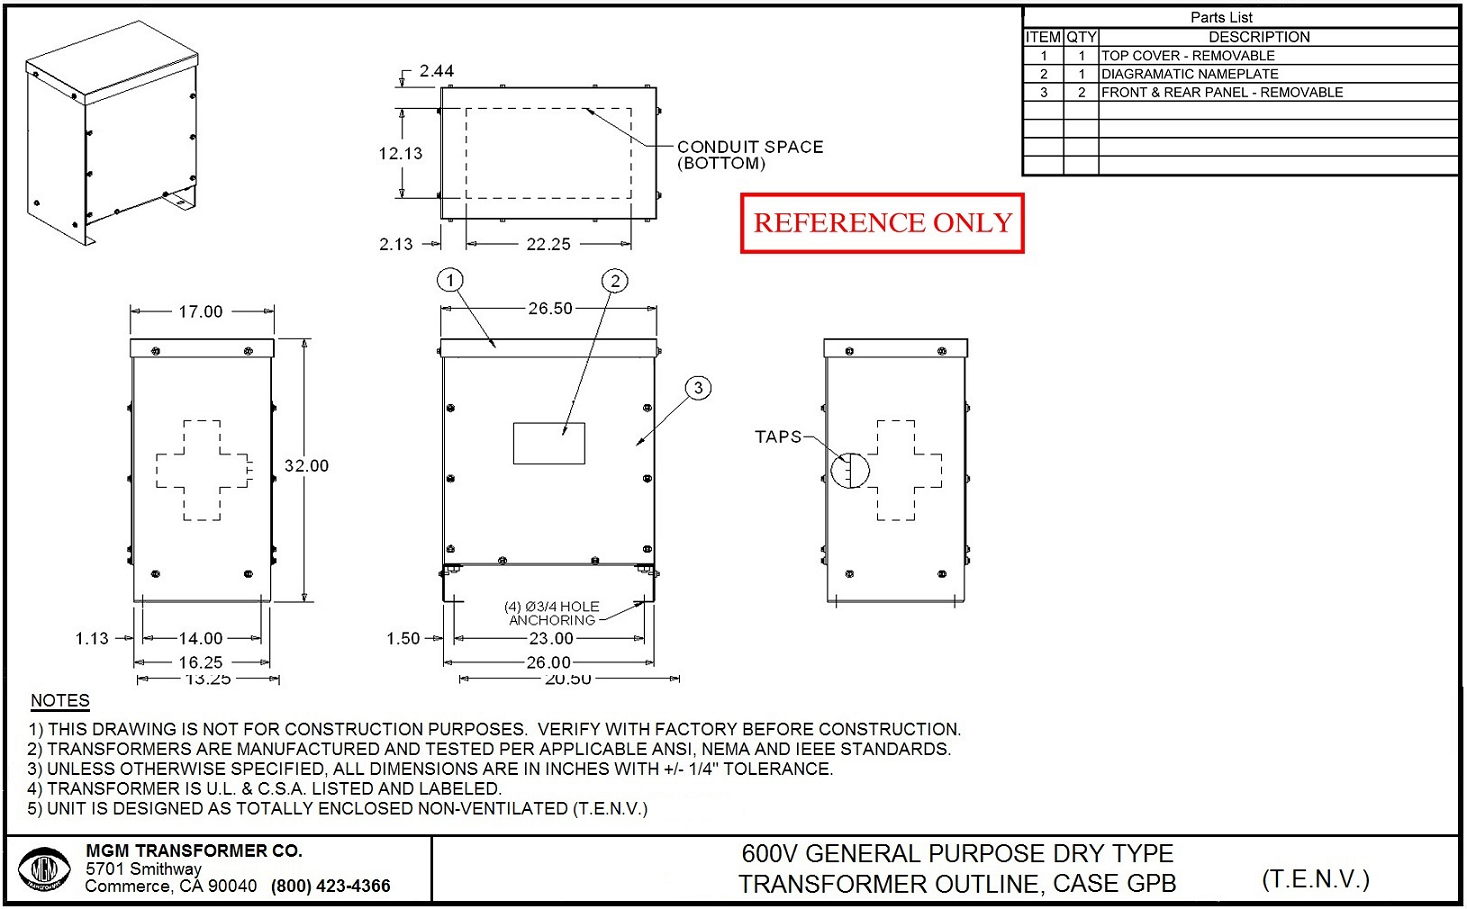 Parts List
ITEM QTY DESCRIPTION
1 1 TOP COVER - REMOVABLE
2 1 DIAGRAMATIC NAMEPLATE
3 2 FRONT & REAR PANEL - REMOVABLE
2.44
12.13
CONDUIT SPACE
(BOTTOM)
2.13 22.25
REFERENCE ONLY
1 2
17.00 26.50
3
TAPS
32.00
(4) Ø3/4 HOLE
ANCHORING
1.13 14.00 1.50 23.00
16.25 26.00
13.25 20.50
NOTES
1) THIS DRAWING IS NOT FOR CONSTRUCTION PURPOSES. VERIFY WITH FACTORY BEFORE CONSTRUCTION.
2) TRANSFORMERS ARE MANUFACTURED AND TESTED PER APPLICABLE ANSI, NEMA AND IEEE STANDARDS.
3) UNLESS OTHERWISE SPECIFIED, ALL DIMENSIONS ARE IN INCHES WITH +/- 1/4" TOLERANCE.
4) TRANSFORMER IS U.L. & C.S.A. LISTED AND LABELED.
5) UNIT IS DESIGNED AS TOTALLY ENCLOSED NON-VENTILATED (T.E.N.V.)
MGM
TRANSFORMER
MGM TRANSFORMER CO.
5701 Smithway
Commerce, CA 90040 (800) 423-4366
600V GENERAL PURPOSE DRY TYPE
TRANSFORMER OUTLINE, CASE GPB
(T.E.N.V.)